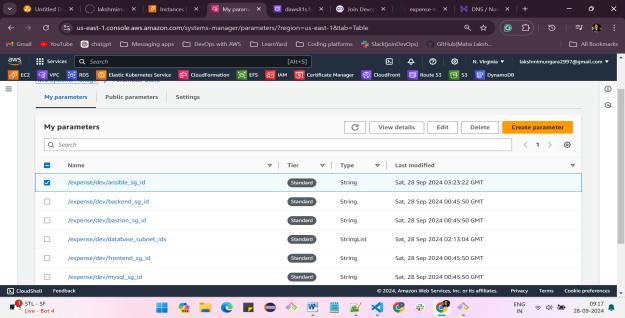 Untitled D
lakshmim
Instances |
My param
daws81s.
Join Devo
expense -
DNS / No
us-east-1.console.aws.amazon.com/systems-manager/parameters/?region=us-east-1&tab=Table
Gmail YouTube chatgpt Messaging apps DevOps with AWS LearnYard Coding platforms Slack(JoinDevOps) GitHub(Maha Laksh... All Bookmarks
aws Services Search [Alt+S] N. Virginia lakshmimungara2997@gmail.com
EC2 VPC RDS Elastic Kubernetes Service CloudFormation EFS IAM Certificate Manager CloudFront Route 53 S3 DynamoDB
My parameters Public parameters Settings
My parameters View details Edit Delete Create parameter
Search 1
Name Tier Type Last modified
/expense/dev/ansible_sg_id Standard String Sat, 28 Sep 2024 03:23:22 GMT
/expense/dev/backend_sg_id Standard String Sat, 28 Sep 2024 00:45:50 GMT
/expense/dev/bastion_sg_id Standard String Sat, 28 Sep 2024 00:45:50 GMT
/expense/dev/database_subnet_ids Standard StringList Sat, 28 Sep 2024 02:13:04 GMT
/expense/dev/frontend_sg_id Standard String Sat, 28 Sep 2024 00:45:50 GMT
/expense/dev/mysql_sg_id Standard String Sat, 28 Sep 2024 00:45:50 GMT
CloudShell Feedback © 2024, Amazon Web Services, Inc. or its affiliates. Privacy Terms Cookie preferences
STL - SF
Live - Bot 4
ENG
IN
09:17
28-09-2024